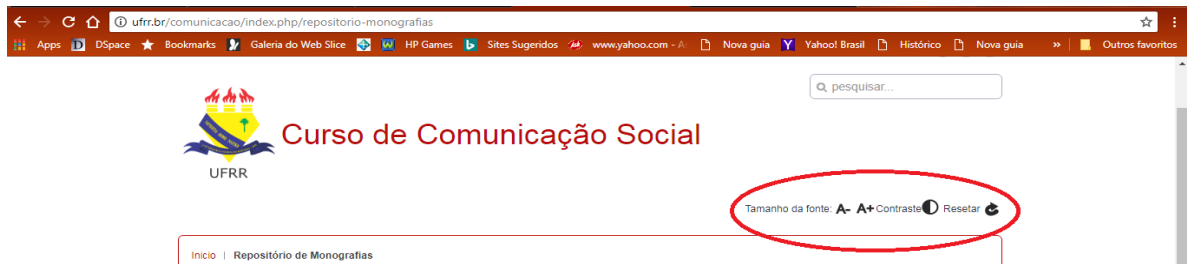 ufrr.br/comunicacao/index.php/repositorio-monografias
Apps DSpace Bookmarks Galeria do Web Slice HP Games Sites Sugeridos www.yahoo.com - A Nova guia Yahoo! Brasil Histórico Nova guia » Outros favoritos
pesquisar...
Curso de Comunicação Social
UFRR
Tamanho da fonte: A- A+ Contraste Resetar
Início | Repositório de Monografias